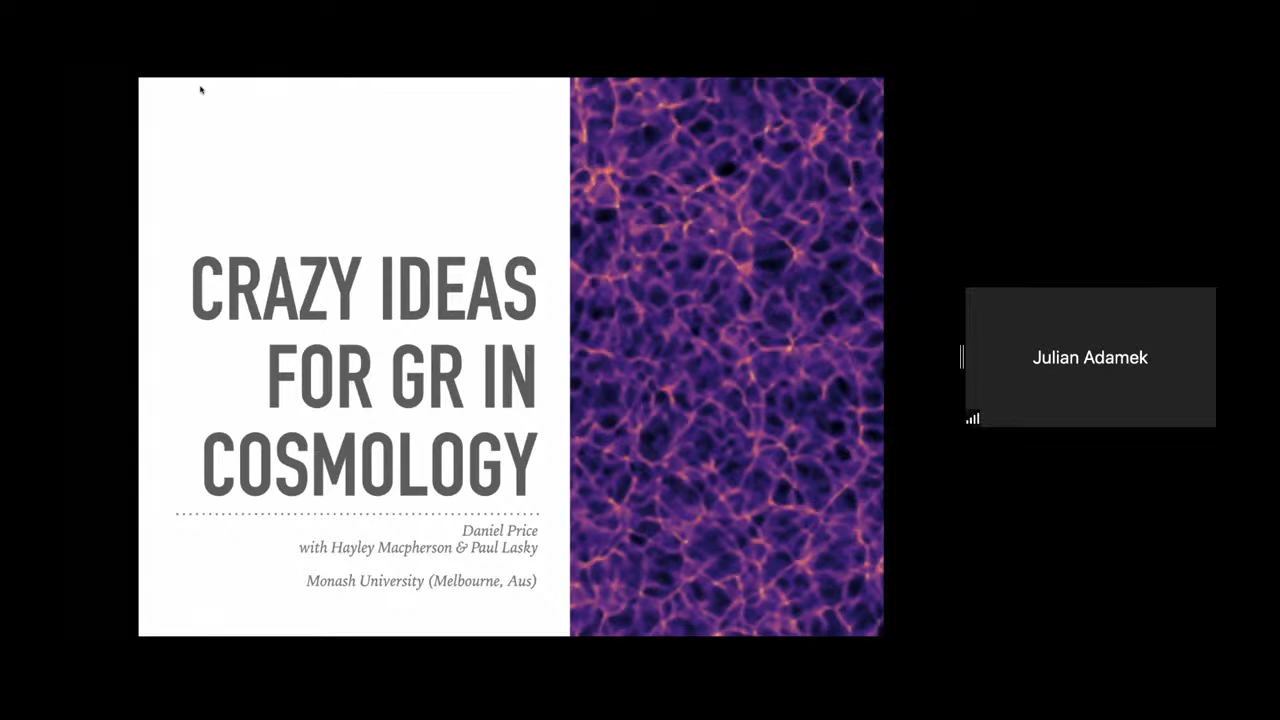 CRAZY IDEAS
FOR GR IN
COSMOLOGY
Daniel Price
with Hayley Macpherson & Paul Lasky
Monash University (Melbourne, Aus)
Julian Adamek